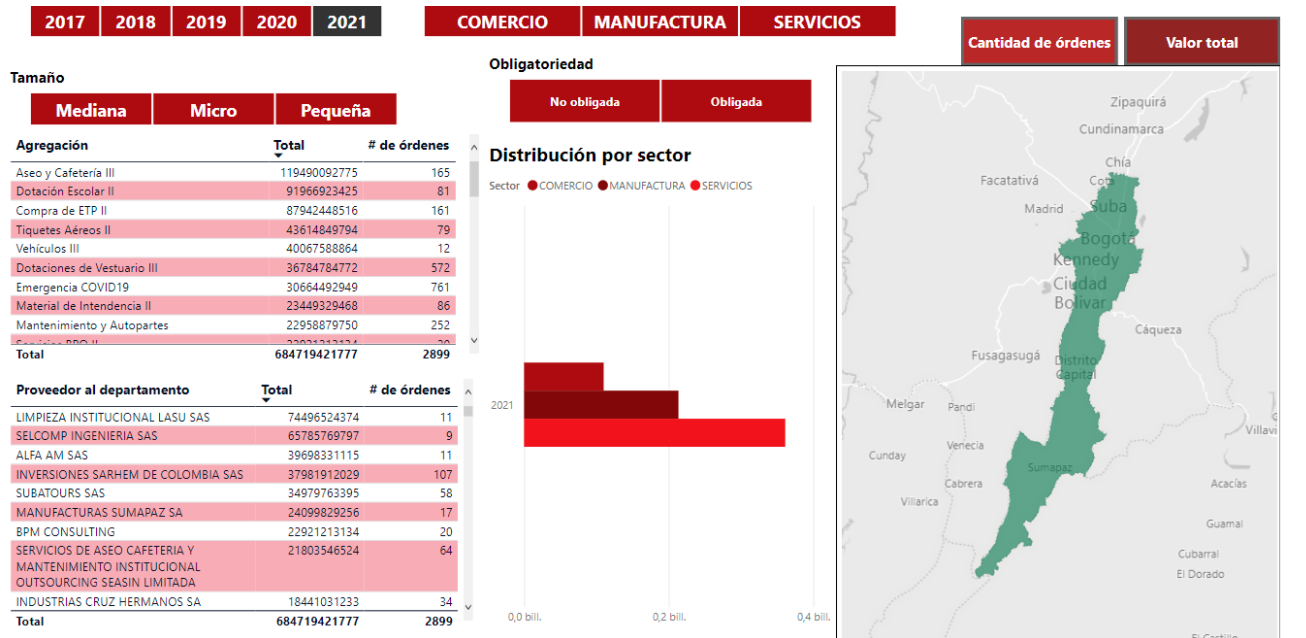 2017 2018 2019 2020 2021 COMERCIO MANUFACTURA SERVICIOS
Cantidad de órdenes Valor total
Tamaño
Mediana Micro Pequeña
Agregación Total # de órdenes
Aseo y Cafetería III 119490092775 165
Dotación Escolar II 91966923425 81
Compra de ETP II 87942448516 161
Tiquetes Aéreos II 43614849794 79
Vehículos III 40067588864 12
Dotaciones de Vestuario III 36784784772 572
Emergencia COVID19 30664492949 761
Material de Intendencia II 23449329468 86
Mantenimiento y Autopartes 22958879750 252
Total 684719421777 2899
Proveedor al departamento Total # de órdenes
LIMPIEZA INSTITUCIONAL LASU SAS 74496524374 11
SELCOMP INGENIERIA SAS 65785769797 9
ALFA AM SAS 39698331115 11
INVERSIONES SARHEM DE COLOMBIA SAS 37981912029 107
SUBATOURS SAS 34979763395 58
MANUFACTURAS SUMAPAZ SA 24099829256 17
BPM CONSULTING 22921213134 20
SERVICIOS DE ASEO CAFETERIA Y 21803546524 64
MANTENIMIENTO INSTITUCIONAL
OUTSOURCING SEASIN LIMITADA
INDUSTRIAS CRUZ HERMANOS SA 18441031233 34
Total 684719421777 2899
Obligatoriedad
No obligada Obligada
Distribución por sector
Sector COMERCIO MANUFACTURA SERVICIOS
2021
0,0 bill. 0,2 bill. 0,4 bill.
Zipaquirá
Cundinamarca
Chía
Facatativá Cota
Madrid Suba
Bogotá
Kennedy
Ciudad
Bolívar
Cáqueza
Fusagasugá Distrito
Capital
Melgar Pandi
Villavi
Venecia
Cunday Sumapaz
Cabrera Acacías
Villarica
Guamal
Cubarral
El Dorado
El Castillo